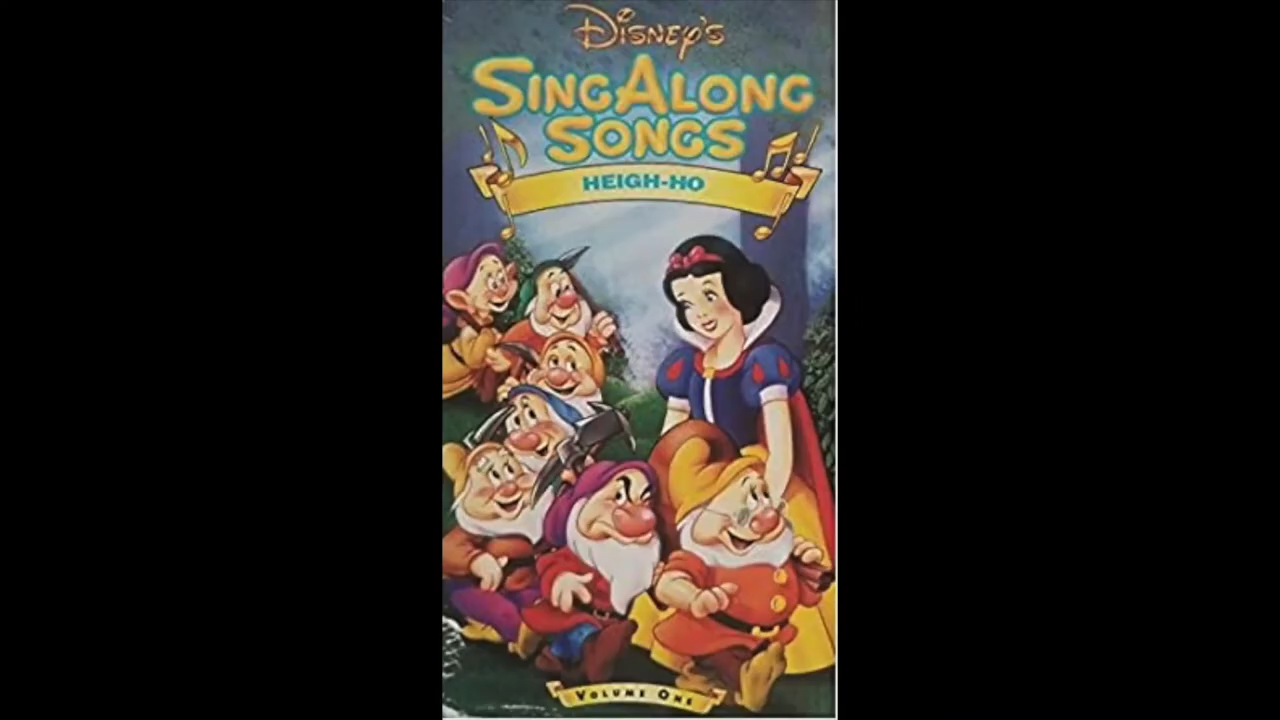 DISNEY'S
SING ALONG
SONGS
HEIGH-HO
VOLUME ONE